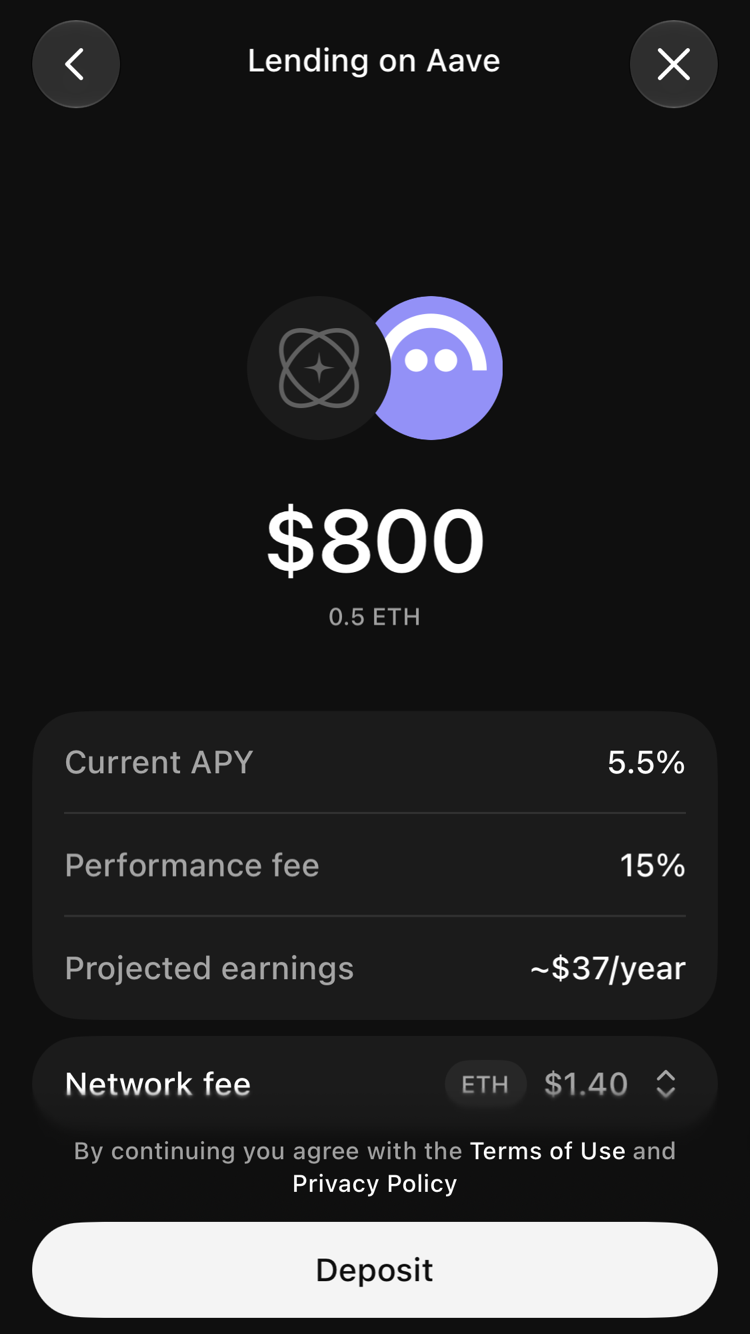 Lending on Aave
$800
0.5 ETH
Current APY 5.5%
Performance fee 15%
Projected earnings ~$37/year
Network fee ETH $1.40
By continuing you agree with the Terms of Use and
Privacy Policy
Deposit